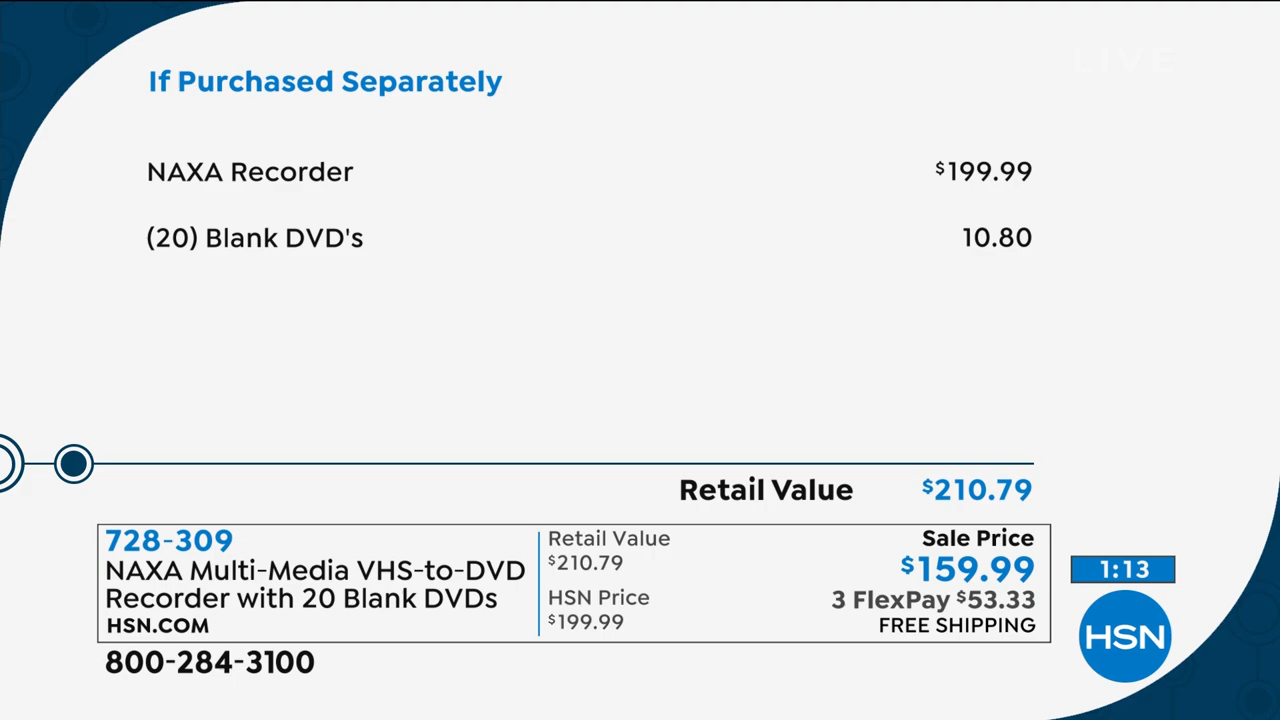 LIVE
If Purchased Separately
NAXA Recorder $199.99
(20) Blank DVD's 10.80
Retail Value $210.79
728-309
NAXA Multi-Media VHS-to-DVD
Recorder with 20 Blank DVDs
HSN.COM
Retail Value
$210.79
HSN Price
$199.99
Sale Price
$159.99
3 FlexPay $53.33
FREE SHIPPING
1:13
HSN
800-284-3100